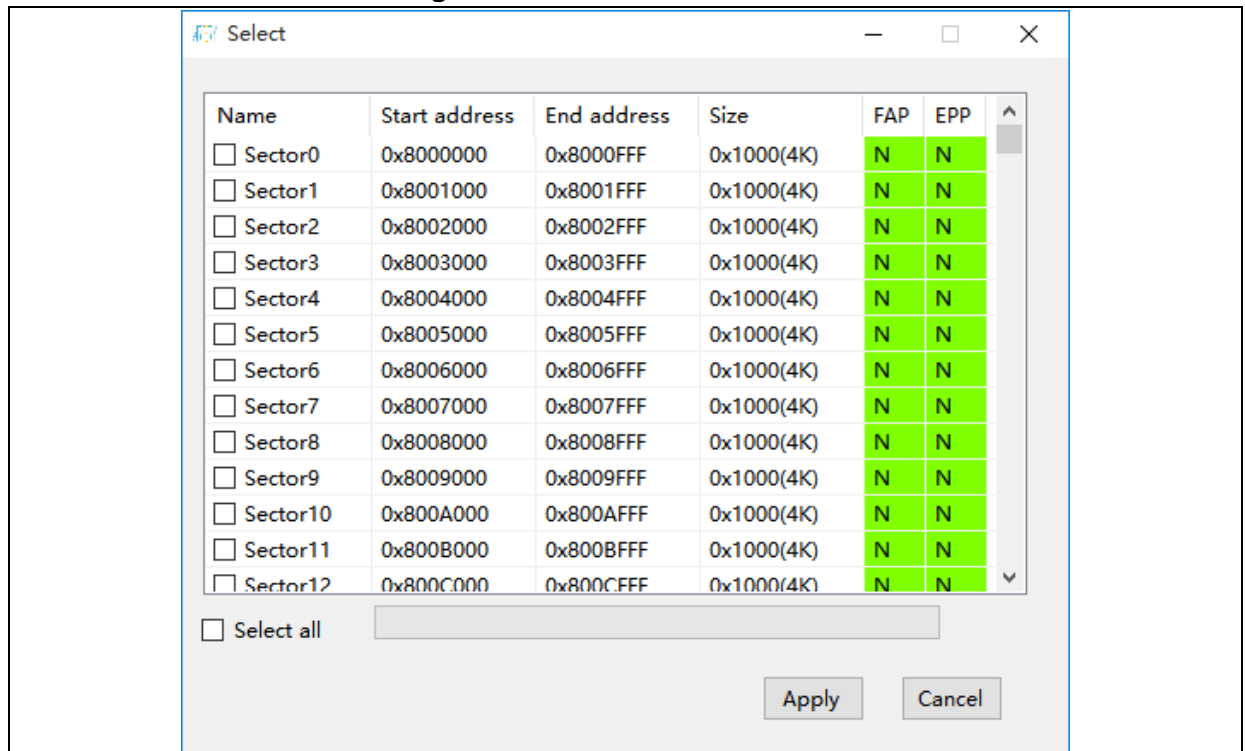 Select
Name Start address End address Size FAP EPP
Sector0 0x8000000 0x8000FFF 0x1000(4K) N N
Sector1 0x8001000 0x8001FFF 0x1000(4K) N N
Sector2 0x8002000 0x8002FFF 0x1000(4K) N N
Sector3 0x8003000 0x8003FFF 0x1000(4K) N N
Sector4 0x8004000 0x8004FFF 0x1000(4K) N N
Sector5 0x8005000 0x8005FFF 0x1000(4K) N N
Sector6 0x8006000 0x8006FFF 0x1000(4K) N N
Sector7 0x8007000 0x8007FFF 0x1000(4K) N N
Sector8 0x8008000 0x8008FFF 0x1000(4K) N N
Sector9 0x8009000 0x8009FFF 0x1000(4K) N N
Sector10 0x800A000 0x800AFFF 0x1000(4K) N N
Sector11 0x800B000 0x800BFFF 0x1000(4K) N N
Sector12 0x800C000 0x800CFFF 0x1000(4K) N N
Select all
Apply Cancel